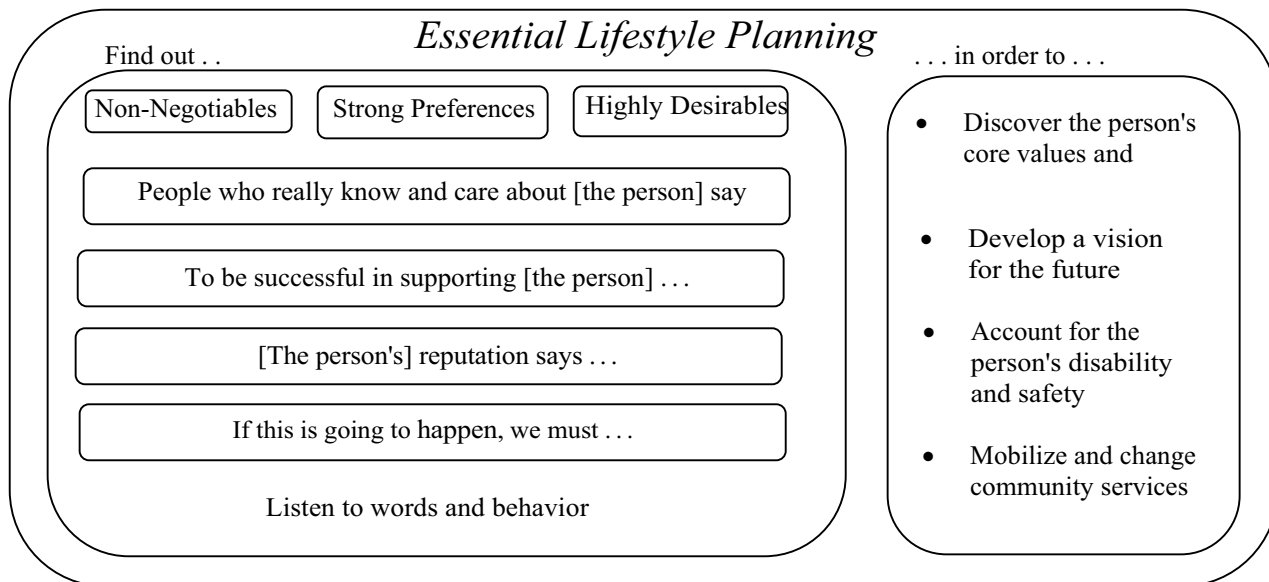 Essential Lifestyle Planning
Find out . .
. . . in order to . . .
Non-Negotiables
Strong Preferences
Highly Desirables
People who really know and care about [the person] say
To be successful in supporting [the person] . . .
[The person's] reputation says . . .
If this is going to happen, we must . . .
Listen to words and behavior
• Discover the person's
core values and
• Develop a vision
for the future
• Account for the
person's disability
and safety
• Mobilize and change
community services